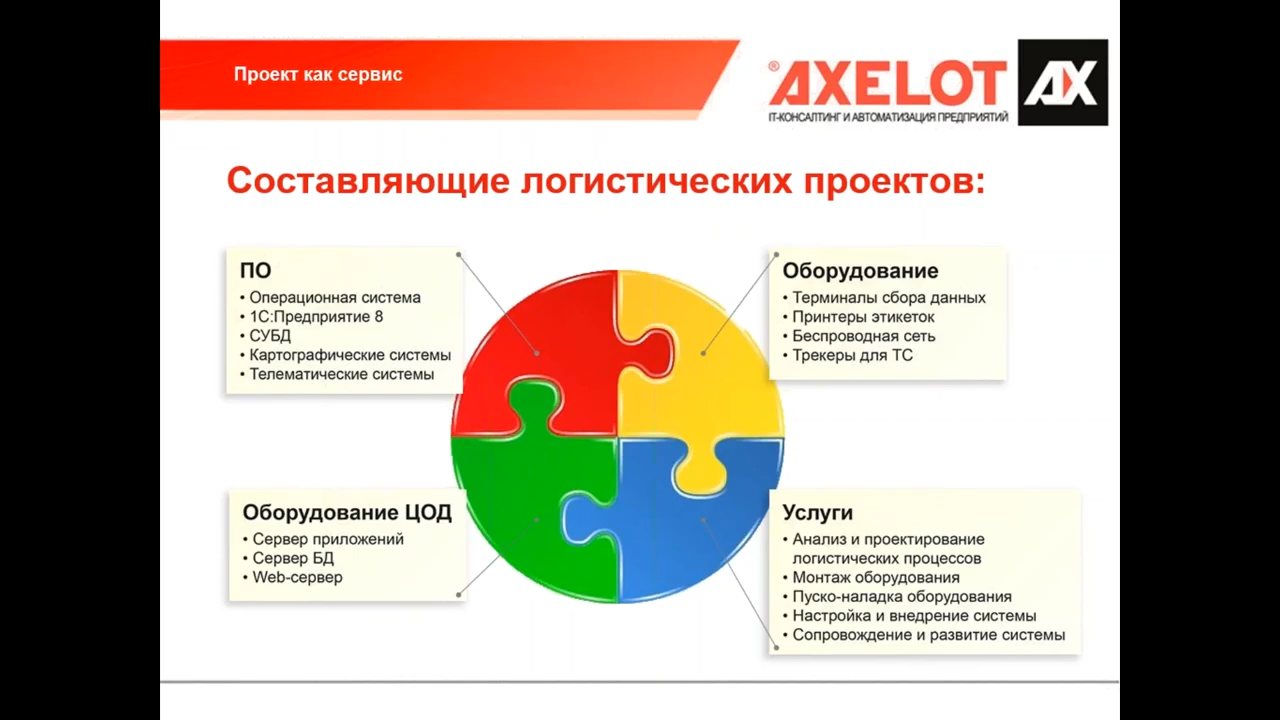 Проект как сервис
® AXELOT AX
IT-КОНСАЛТИНГ И АВТОМАТИЗАЦИЯ ПРЕДПРИЯТИЙ
Составляющие логистических проектов:
ПО
• Операционная система
• 1С:Предприятие 8
• СУБД
• Картографические системы
• Телематические системы
Оборудование
• Терминалы сбора данных
• Принтеры этикеток
• Беспроводная сеть
• Трекеры для ТС
Оборудование ЦОД
• Сервер приложений
• Сервер БД
• Web-сервер
Услуги
• Анализ и проектирование
логистических процессов
• Монтаж оборудования
• Пуско-наладка оборудования
• Настройка и внедрение системы
• Сопровождение и развитие системы